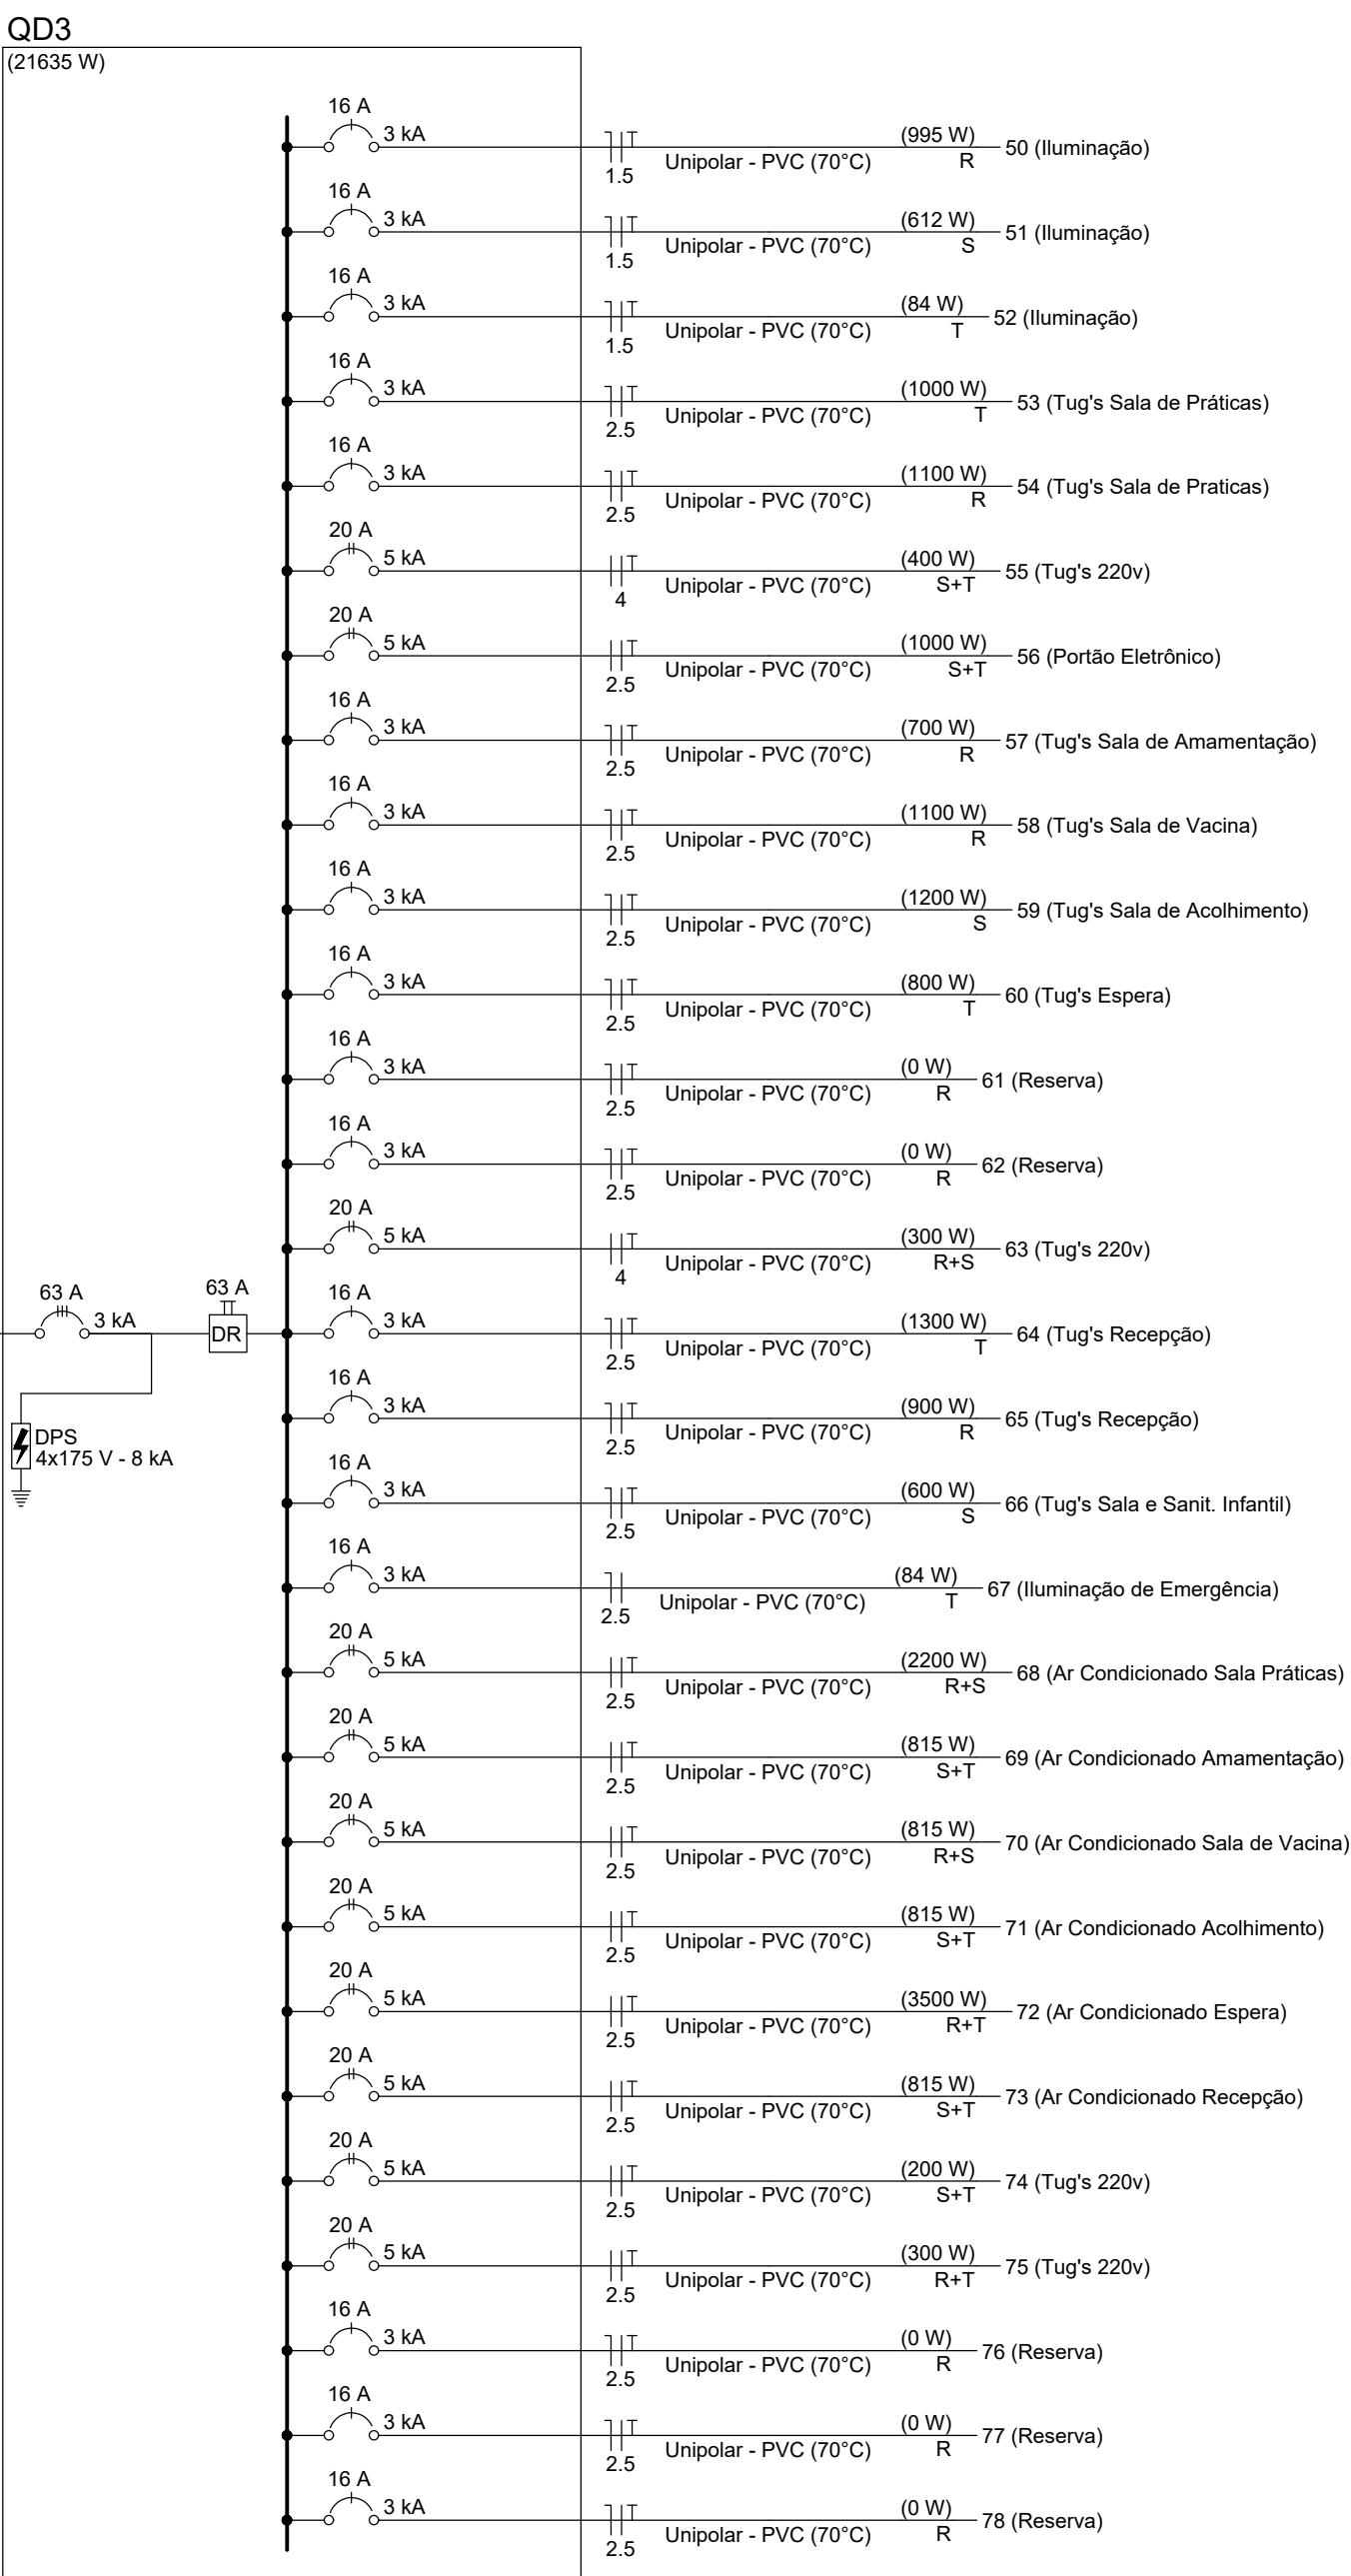 QD3
(21635 W)
16 A
3 kA
1.5
Unipolar - PVC (70°C)
(995 W)
R
50 (Iluminação)
16 A
3 kA
1.5
Unipolar - PVC (70°C)
(612 W)
S
51 (Iluminação)
16 A
3 kA
1.5
Unipolar - PVC (70°C)
(84 W)
T
52 (Iluminação)
16 A
3 kA
2.5
Unipolar - PVC (70°C)
(1000 W)
T
53 (Tug's Sala de Práticas)
16 A
3 kA
2.5
Unipolar - PVC (70°C)
(1100 W)
R
54 (Tug's Sala de Praticas)
20 A
5 kA
4
Unipolar - PVC (70°C)
(400 W)
S+T
55 (Tug's 220v)
20 A
5 kA
2.5
Unipolar - PVC (70°C)
(1000 W)
S+T
56 (Portão Eletrônico)
16 A
3 kA
2.5
Unipolar - PVC (70°C)
(700 W)
R
57 (Tug's Sala de Amamentação)
16 A
3 kA
2.5
Unipolar - PVC (70°C)
(1100 W)
R
58 (Tug's Sala de Vacina)
16 A
3 kA
2.5
Unipolar - PVC (70°C)
(1200 W)
S
59 (Tug's Sala de Acolhimento)
16 A
3 kA
2.5
Unipolar - PVC (70°C)
(800 W)
T
60 (Tug's Espera)
16 A
3 kA
2.5
Unipolar - PVC (70°C)
(0 W)
R
61 (Reserva)
16 A
3 kA
2.5
Unipolar - PVC (70°C)
(0 W)
R
62 (Reserva)
20 A
5 kA
4
Unipolar - PVC (70°C)
(300 W)
R+S
63 (Tug's 220v)
63 A
3 kA
63 A
DR
DPS
4x175 V - 8 kA
16 A
3 kA
2.5
Unipolar - PVC (70°C)
(1300 W)
T
64 (Tug's Recepção)
16 A
3 kA
2.5
Unipolar - PVC (70°C)
(900 W)
R
65 (Tug's Recepção)
16 A
3 kA
2.5
Unipolar - PVC (70°C)
(600 W)
S
66 (Tug's Sala e Sanit. Infantil)
16 A
3 kA
2.5
Unipolar - PVC (70°C)
(84 W)
T
67 (Iluminação de Emergência)
20 A
5 kA
2.5
Unipolar - PVC (70°C)
(2200 W)
R+S
68 (Ar Condicionado Sala Práticas)
20 A
5 kA
2.5
Unipolar - PVC (70°C)
(815 W)
S+T
69 (Ar Condicionado Amamentação)
20 A
5 kA
2.5
Unipolar - PVC (70°C)
(815 W)
R+S
70 (Ar Condicionado Sala de Vacina)
20 A
5 kA
2.5
Unipolar - PVC (70°C)
(815 W)
S+T
71 (Ar Condicionado Acolhimento)
20 A
5 kA
2.5
Unipolar - PVC (70°C)
(3500 W)
R+T
72 (Ar Condicionado Espera)
20 A
5 kA
2.5
Unipolar - PVC (70°C)
(815 W)
S+T
73 (Ar Condicionado Recepção)
20 A
5 kA
2.5
Unipolar - PVC (70°C)
(200 W)
S+T
74 (Tug's 220v)
20 A
5 kA
2.5
Unipolar - PVC (70°C)
(300 W)
R+T
75 (Tug's 220v)
16 A
3 kA
2.5
Unipolar - PVC (70°C)
(0 W)
R
76 (Reserva)
16 A
3 kA
2.5
Unipolar - PVC (70°C)
(0 W)
R
77 (Reserva)
16 A
3 kA
2.5
Unipolar - PVC (70°C)
(0 W)
R
78 (Reserva)